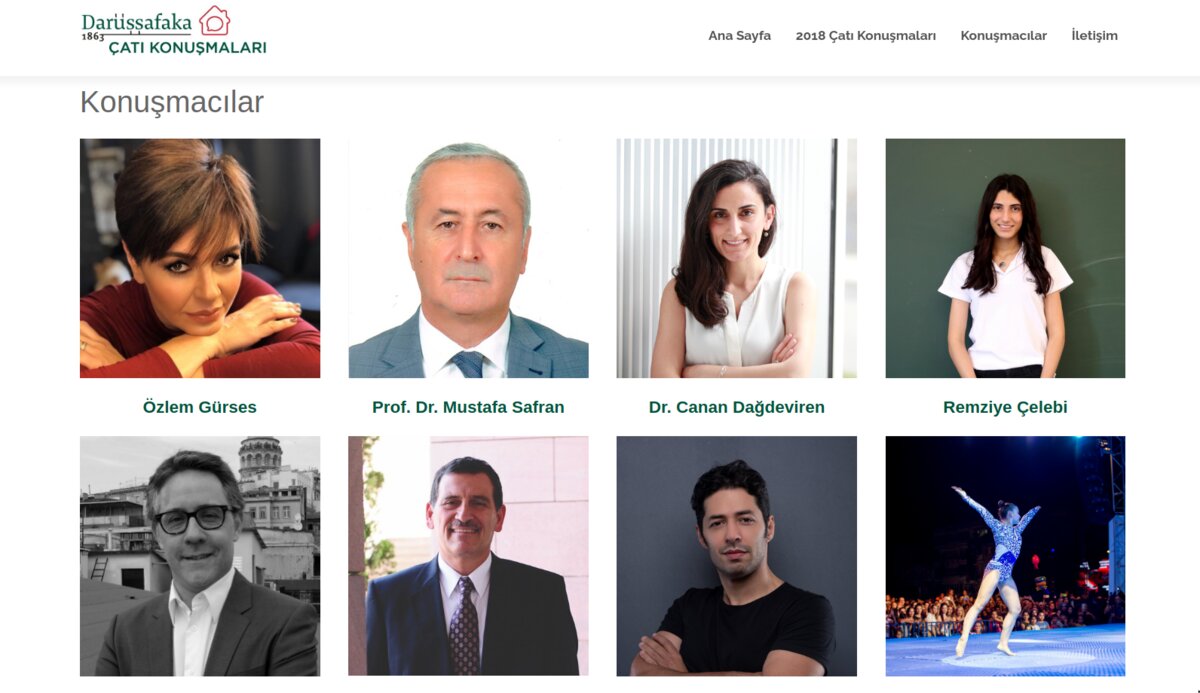 Darüşşafaka
1863
ÇATI KONUŞMALARI
Ana Sayfa
2018 Çatı Konuşmaları
Konuşmacılar
İletişim
Konuşmacılar
Özlem Gürses
Prof. Dr. Mustafa Safran
Dr. Canan Dağdeviren
Remziye Çelebi